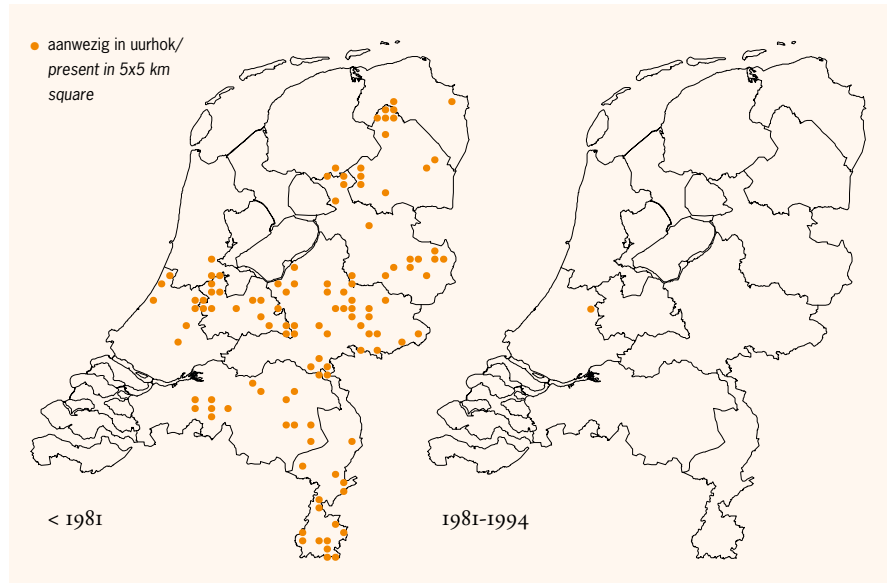 aanwezig in uurhok/
present in 5x5 km
square
< 1981
1981-1994